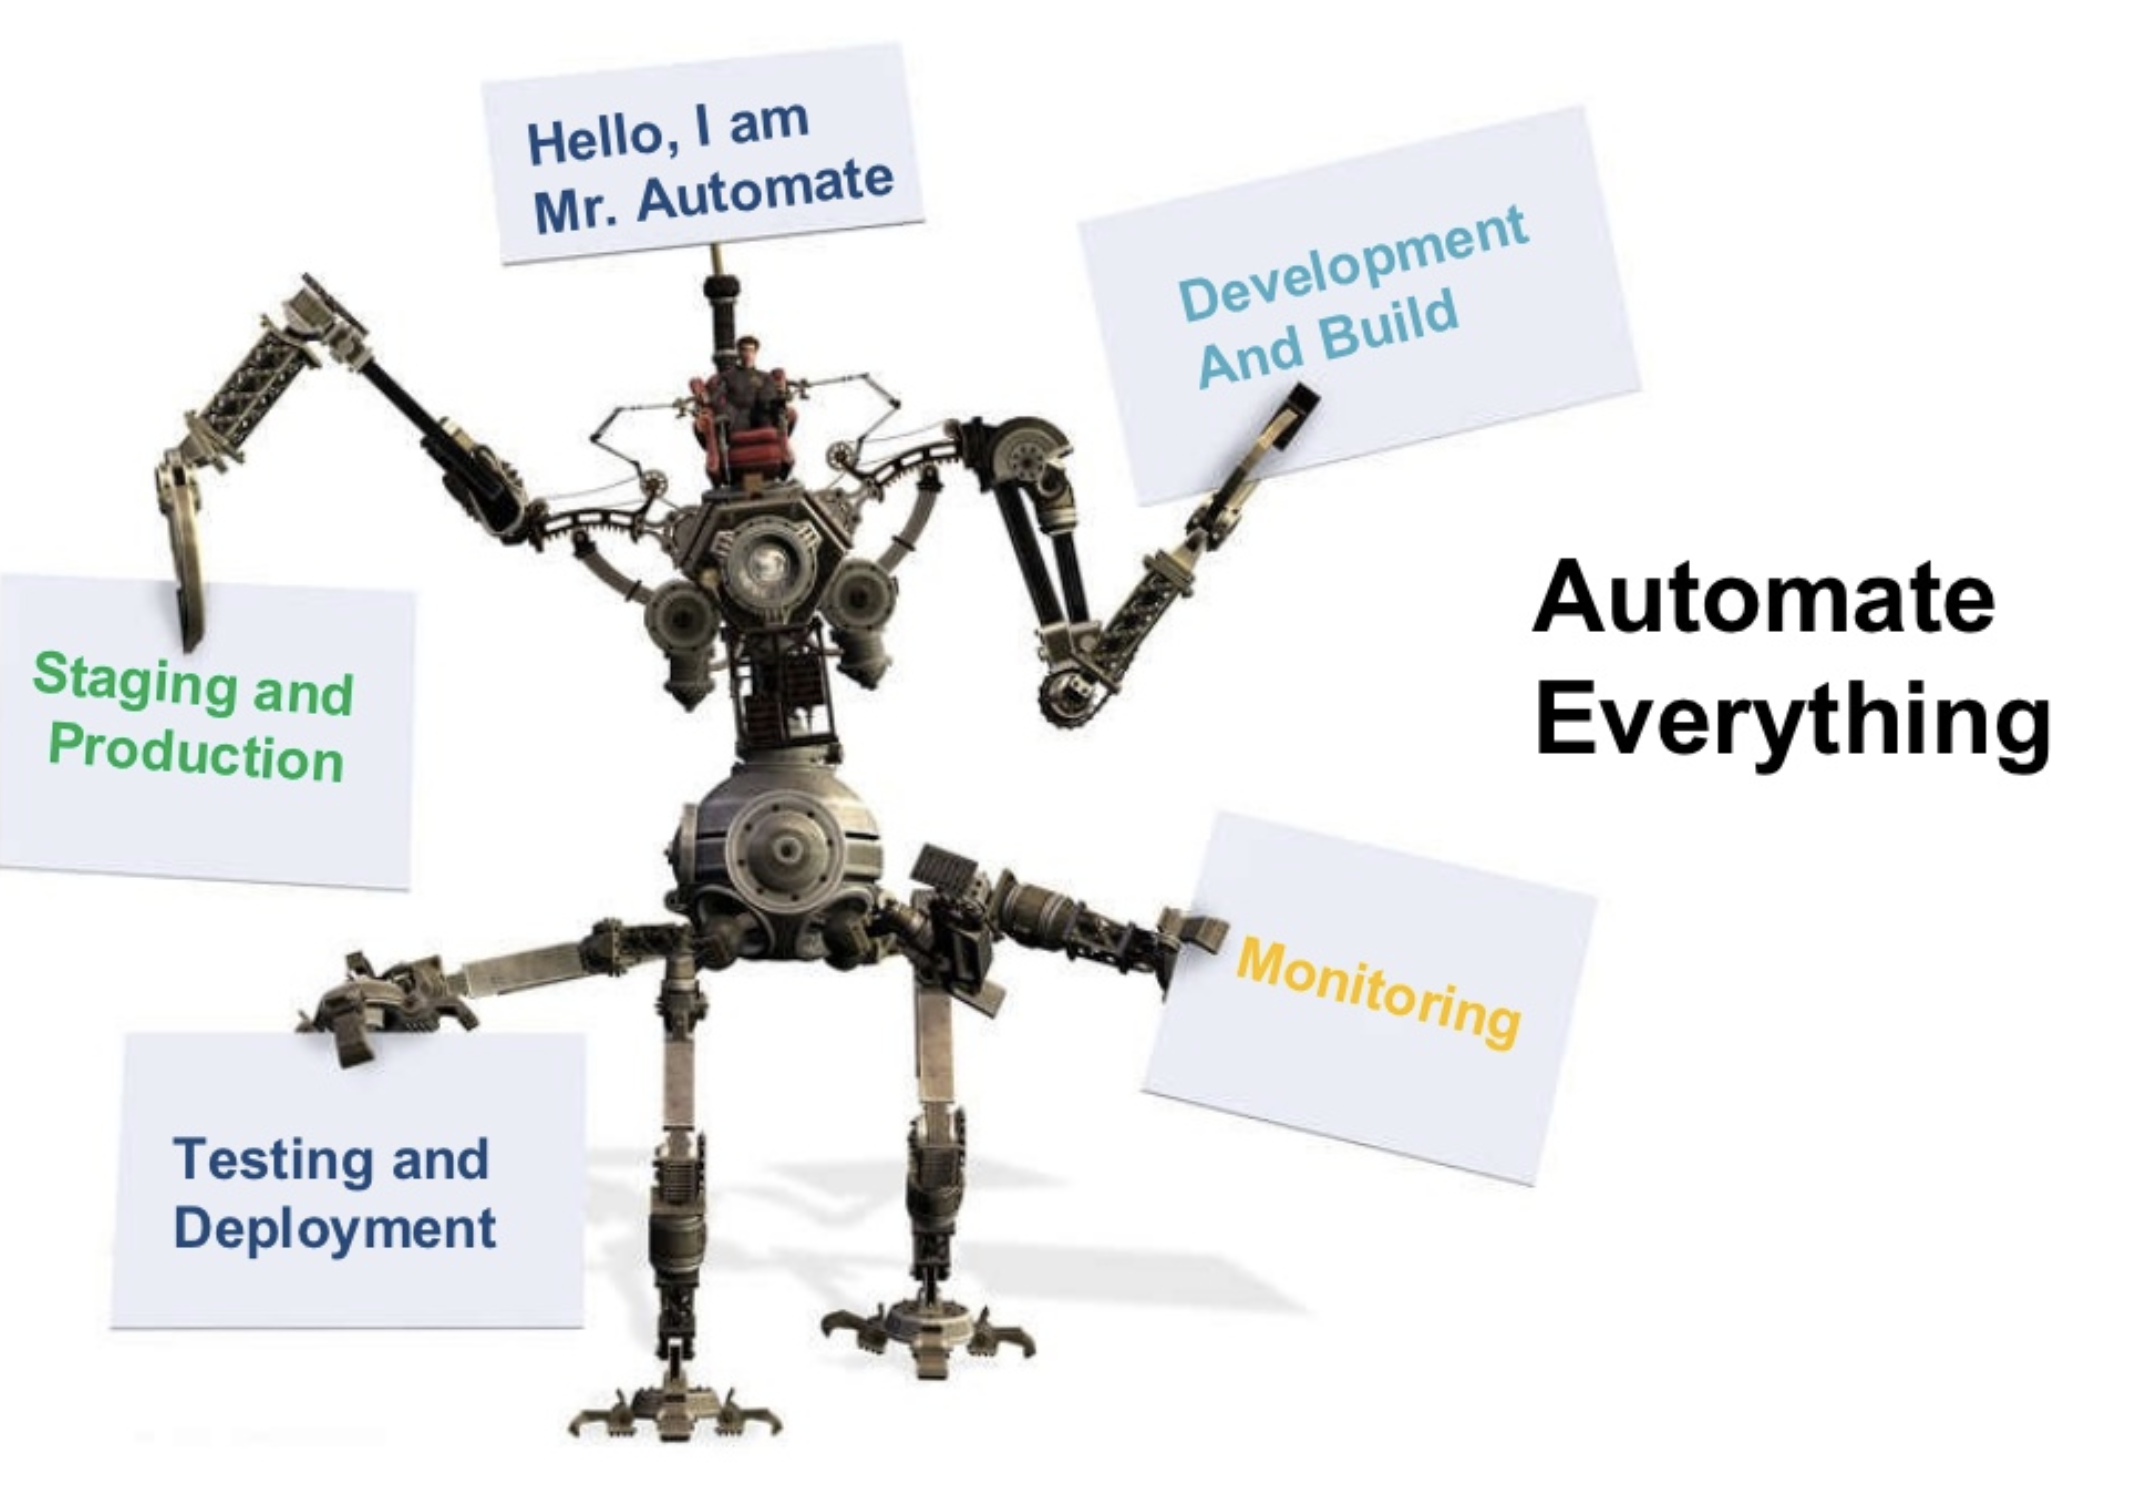 Hello, I am
Mr. Automate
Development
And Build
Automate
Everything
Staging and
Production
Monitoring
Testing and
Deployment